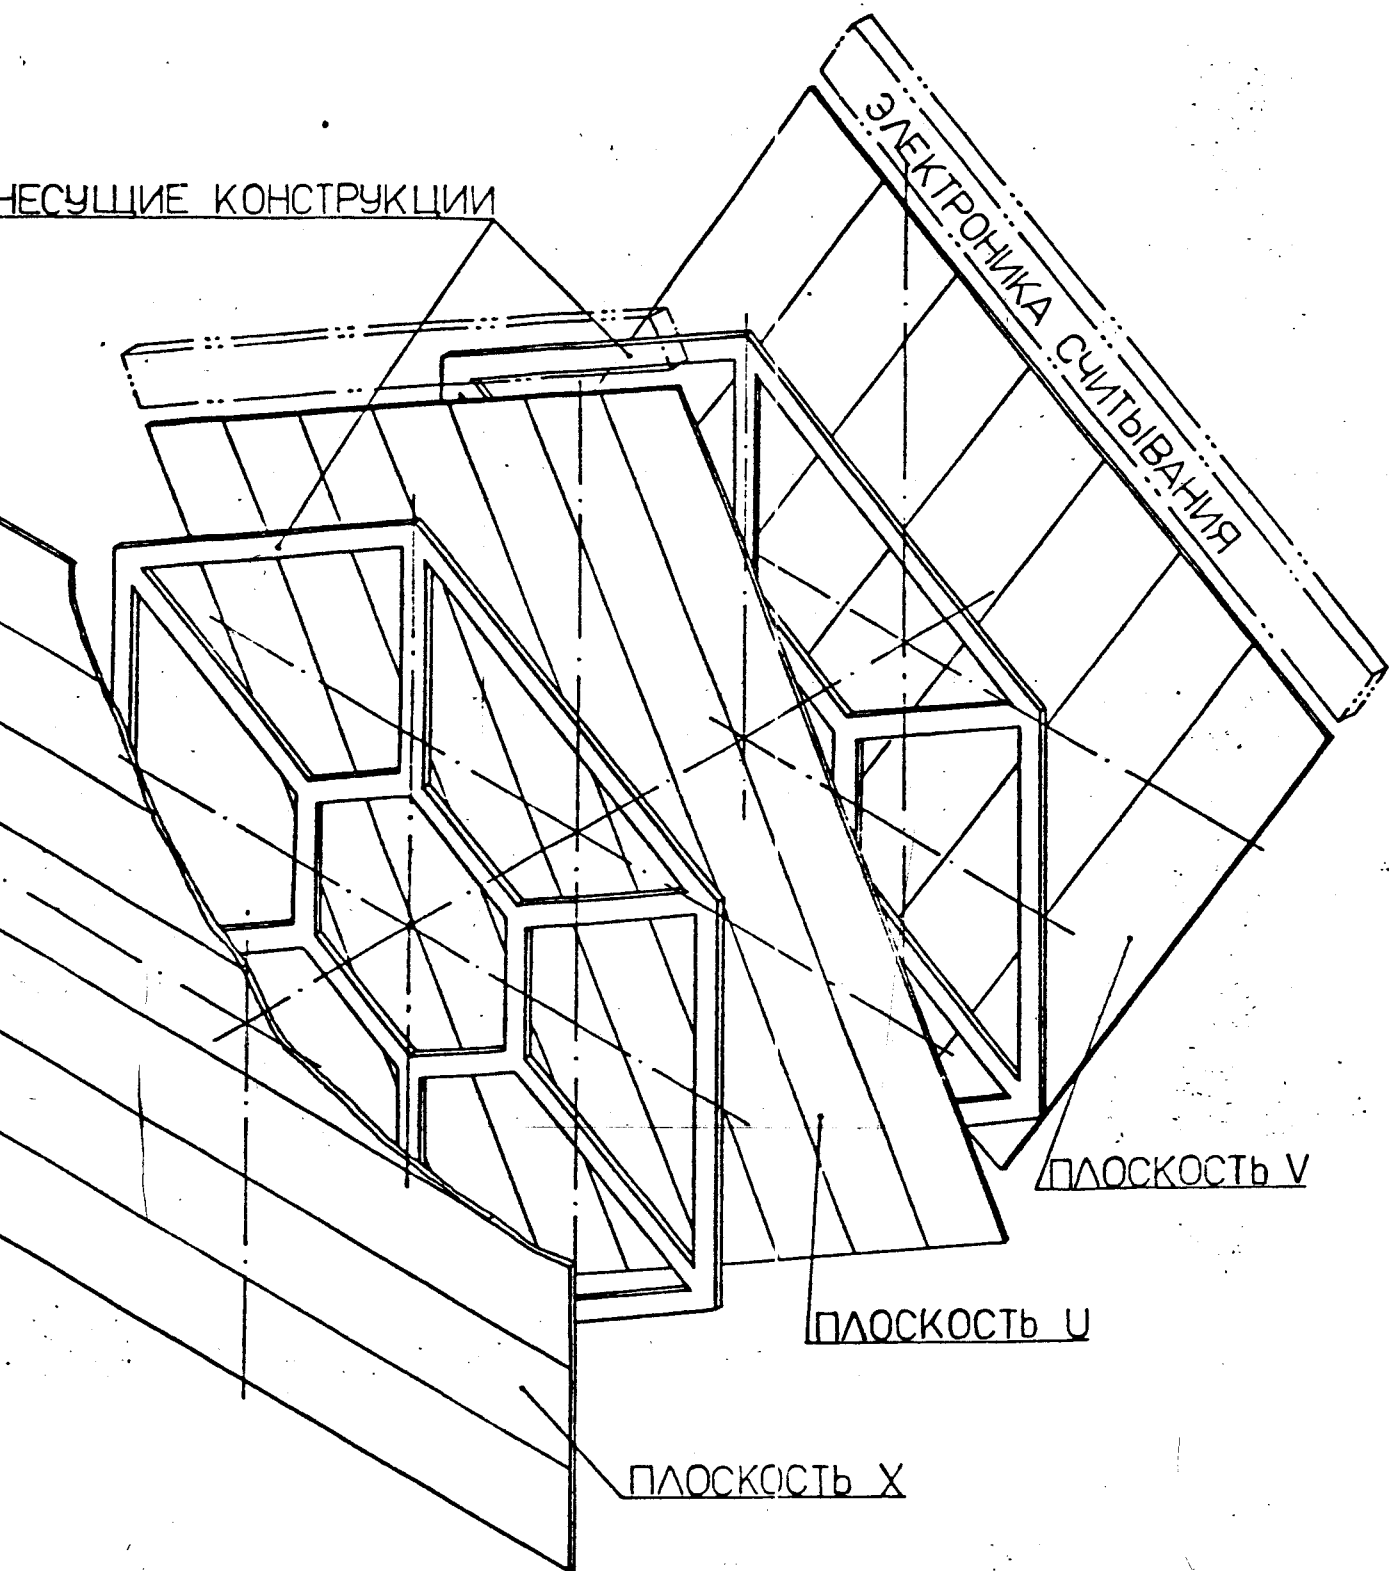 НЕСУЩИЕ КОНСТРУКЦИИ
ЭЛЕКТРОНИКА СЧИТЫВАНИЯ
ПЛОСКОСТЬ V
ПЛОСКОСТЬ U
ПЛОСКОСТЬ X